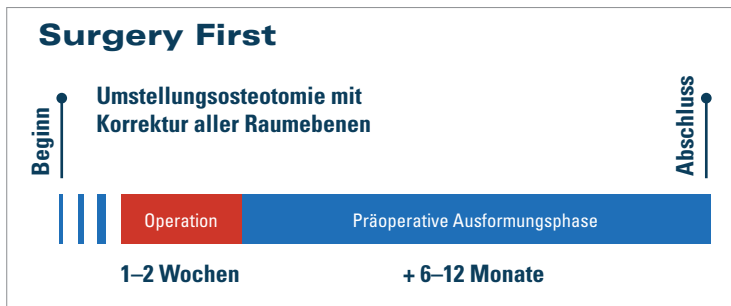 Surgery First
Beginn
Umstellungsosteotomie mit
Korrektur aller Raumebenen
Abschluss
Operation
Präoperative Ausformungsphase
1–2 Wochen
+ 6–12 Monate